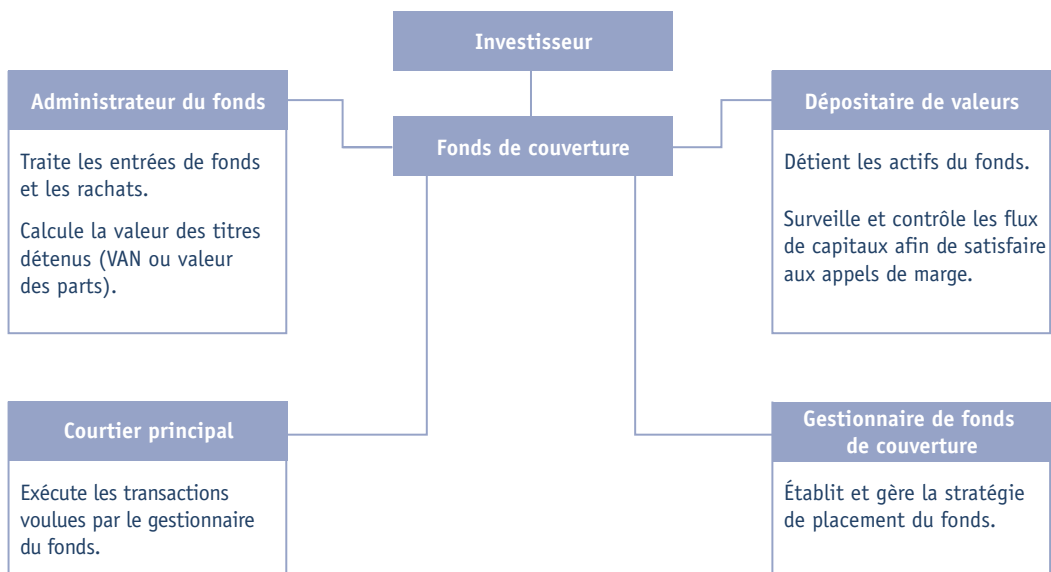 Investisseur
Administrateur du fonds
Traite les entrées de fonds
et les rachats.
Calcule la valeur des titres
détenus (VAN ou valeur
des parts).
Fonds de couverture
Dépositaire de valeurs
Détient les actifs du fonds.
Surveille et contrôle les flux
de capitaux afin de satisfaire
aux appels de marge.
Courtier principal
Exécute les transactions
voulues par le gestionnaire
du fonds.
Gestionnaire de fonds
de couverture
Établit et gère la stratégie
de placement du fonds.